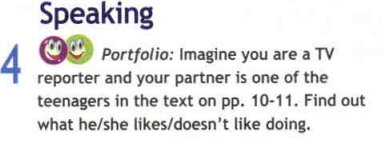 Speaking
4 Portfolio: Imagine you are a TV
reporter and your partner is one of the
teenagers in the text on pp. 10-11. Find out
what he/she likes/doesn't like doing.